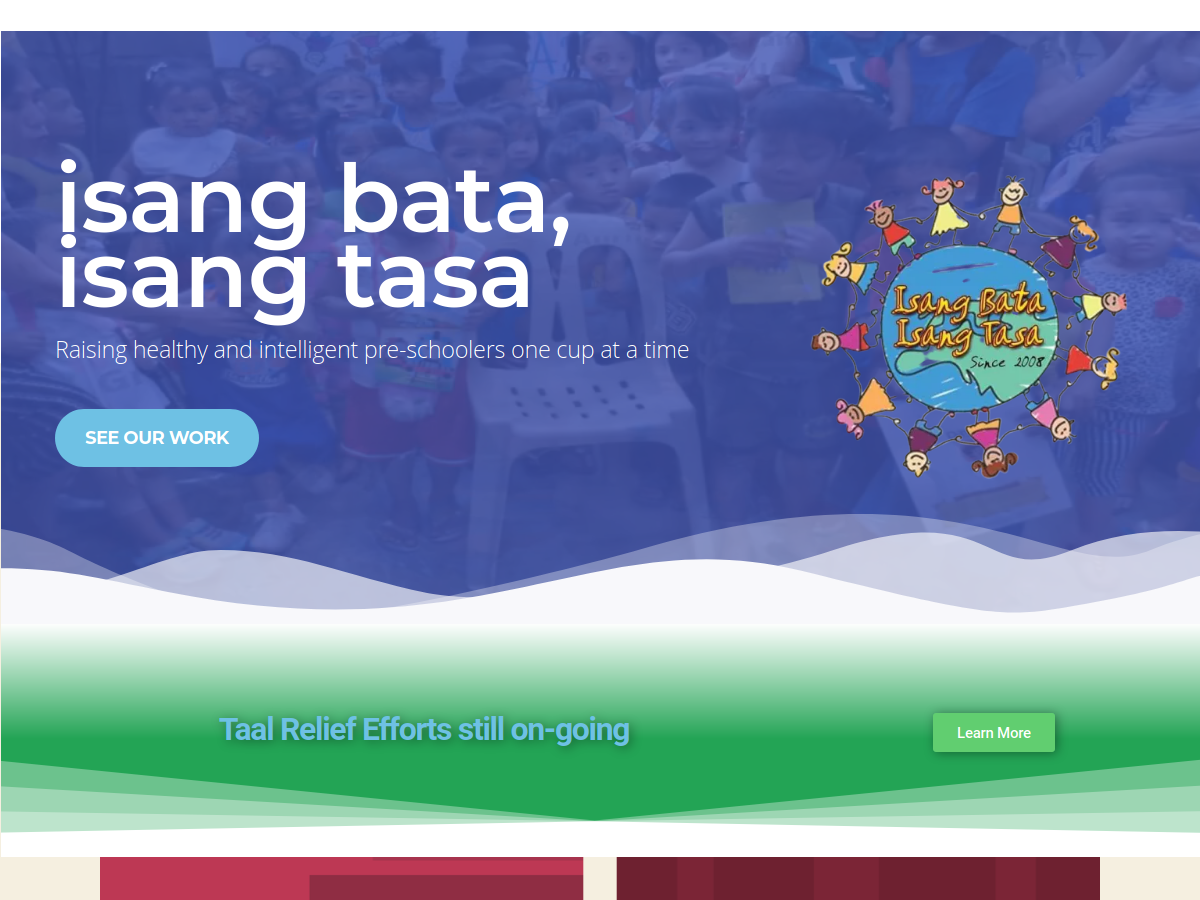 isang bata,
isang tasa
Raising healthy and intelligent pre-schoolers one cup at a time
SEE OUR WORK
Isang Bata
Isang Tasa
Since 2008
Taal Relief Efforts still on-going
Learn More